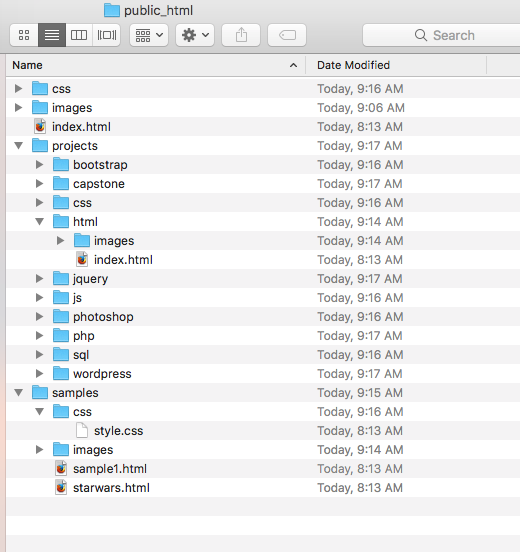 public_html
Search
Name Date Modified
css Today, 9:16 AM
images Today, 9:06 AM
index.html Today, 8:13 AM
projects Today, 9:17 AM
bootstrap Today, 9:16 AM
capstone Today, 9:17 AM
css Today, 9:16 AM
html Today, 9:14 AM
images Today, 9:14 AM
index.html Today, 8:13 AM
jquery Today, 9:17 AM
js Today, 9:16 AM
photoshop Today, 9:16 AM
php Today, 9:17 AM
sql Today, 9:16 AM
wordpress Today, 9:17 AM
samples Today, 9:15 AM
css Today, 9:16 AM
style.css Today, 8:13 AM
images Today, 9:14 AM
sample1.html Today, 8:13 AM
starwars.html Today, 8:13 AM